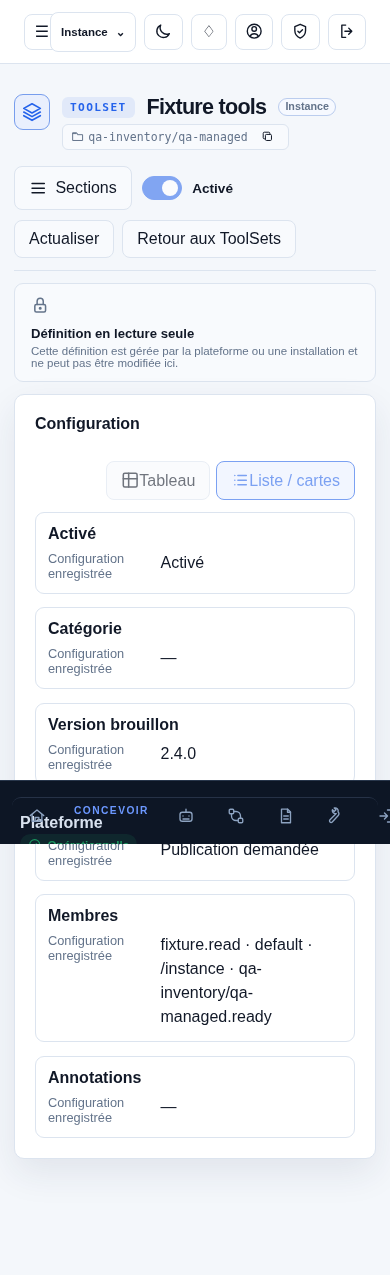 Instance
TOOLSET
Fixture tools
Instance
qa-inventory/qa-managed
Sections
Activé
Actualiser
Retour aux ToolSets
Définition en lecture seule
Cette définition est gérée par la plateforme ou une installation et
ne peut pas être modifiée ici.
Configuration
Tableau
Liste / cartes
Activé
Configuration
enregistrée
Activé
Catégorie
Configuration
enregistrée
—
Version brouillon
Configuration
enregistrée
2.4.0
CONCEVOIR
Plateforme
Configuration
enregistrée
Publication demandée
Membres
Configuration
enregistrée
fixture.read · default ·
/instance · qa-
inventory/qa-
managed.ready
Annotations
Configuration
enregistrée
—